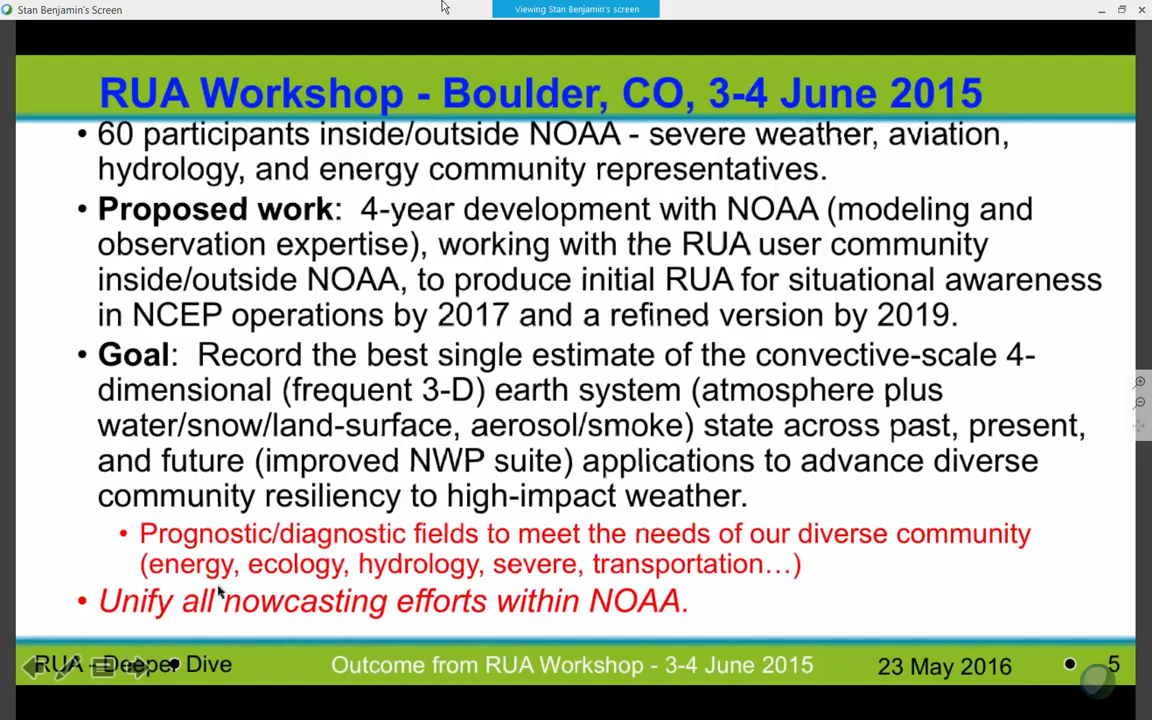 Stan Benjamin's Screen
Viewing Stan Benjamin's screen
RUA Workshop - Boulder, CO, 3-4 June 2015
• 60 participants inside/outside NOAA - severe weather, aviation,
hydrology, and energy community representatives.
• Proposed work: 4-year development with NOAA (modeling and
observation expertise), working with the RUA user community
inside/outside NOAA, to produce initial RUA for situational awareness
in NCEP operations by 2017 and a refined version by 2019.
• Goal: Record the best single estimate of the convective-scale 4-
dimensional (frequent 3-D) earth system (atmosphere plus
water/snow/land-surface, aerosol/smoke) state across past, present,
and future (improved NWP suite) applications to advance diverse
community resiliency to high-impact weather.
• Prognostic/diagnostic fields to meet the needs of our diverse community
(energy, ecology, hydrology, severe, transportation…)
• Unify all nowcasting efforts within NOAA.
RUA - Deeper Dive
Outcome from RUA Workshop - 3-4 June 2015
23 May 2016
5